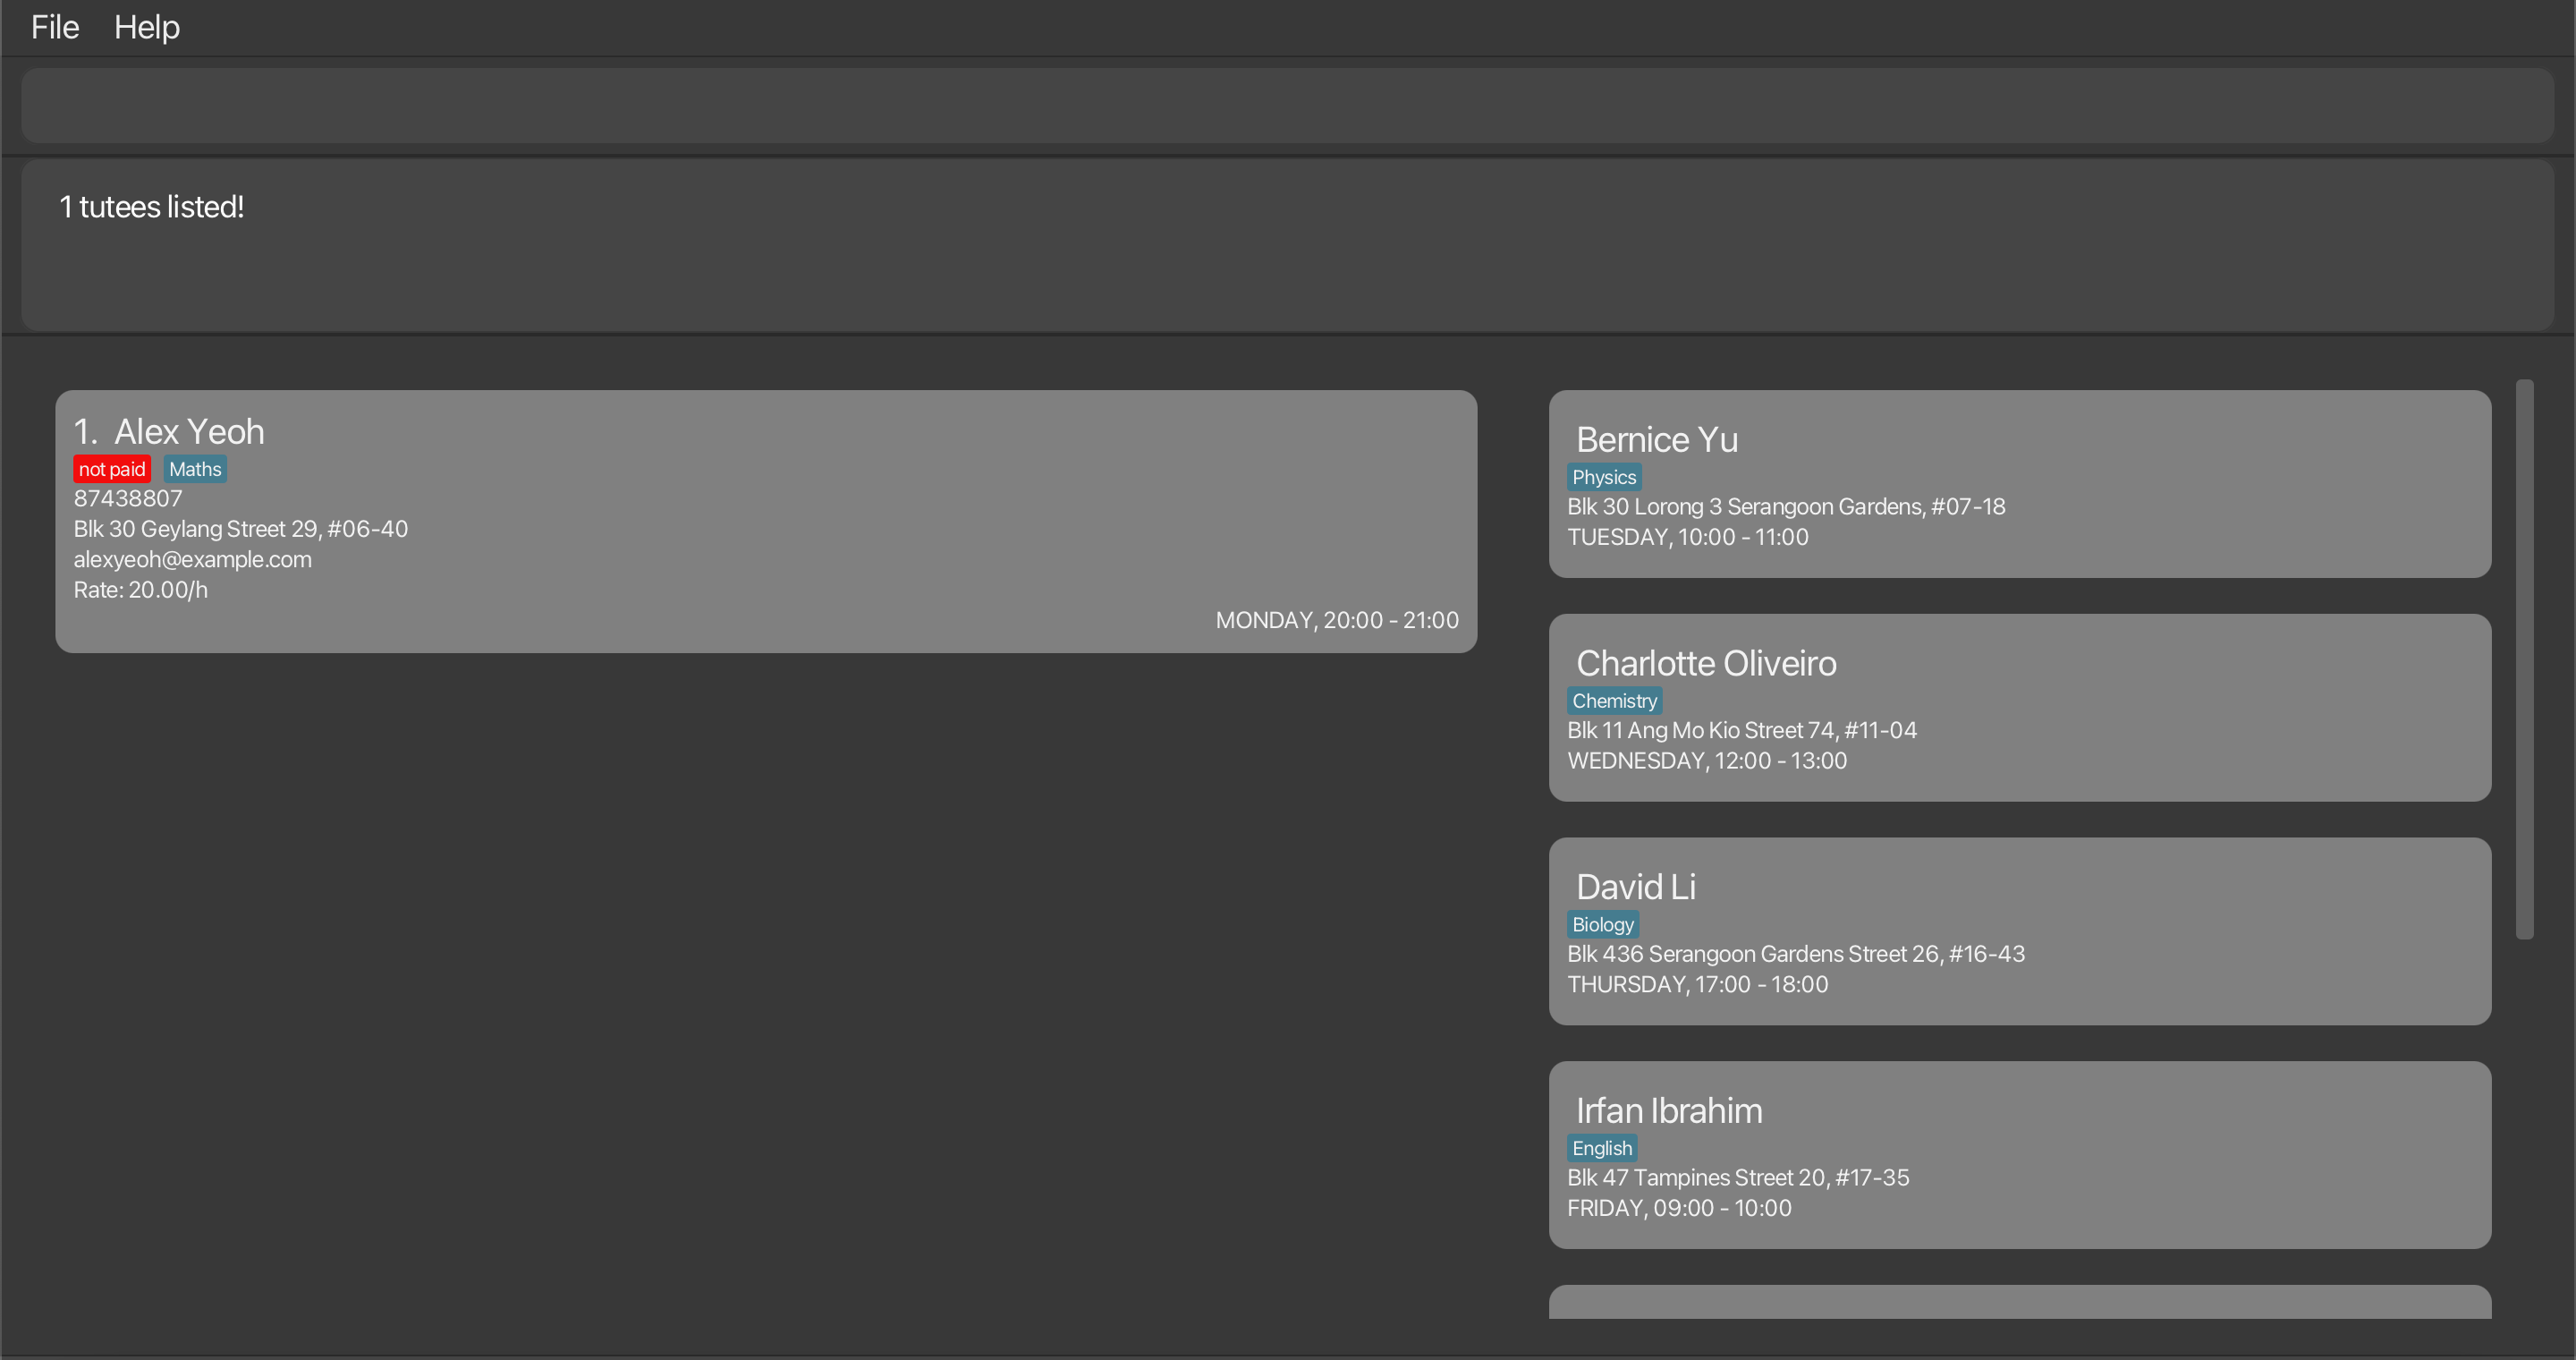 File Help
1 tutees listed!
1. Alex Yeoh
not paid Maths
87438807
Blk 30 Geylang Street 29, #06-40
alexyeoh@example.com
Rate: 20.00/h
MONDAY, 20:00 - 21:00
Bernice Yu
Physics
Blk 30 Lorong 3 Serangoon Gardens, #07-18
TUESDAY, 10:00 - 11:00
Charlotte Oliveiro
Chemistry
Blk 11 Ang Mo Kio Street 74, #11-04
WEDNESDAY, 12:00 - 13:00
David Li
Biology
Blk 436 Serangoon Gardens Street 26, #16-43
THURSDAY, 17:00 - 18:00
Irfan Ibrahim
English
Blk 47 Tampines Street 20, #17-35
FRIDAY, 09:00 - 10:00